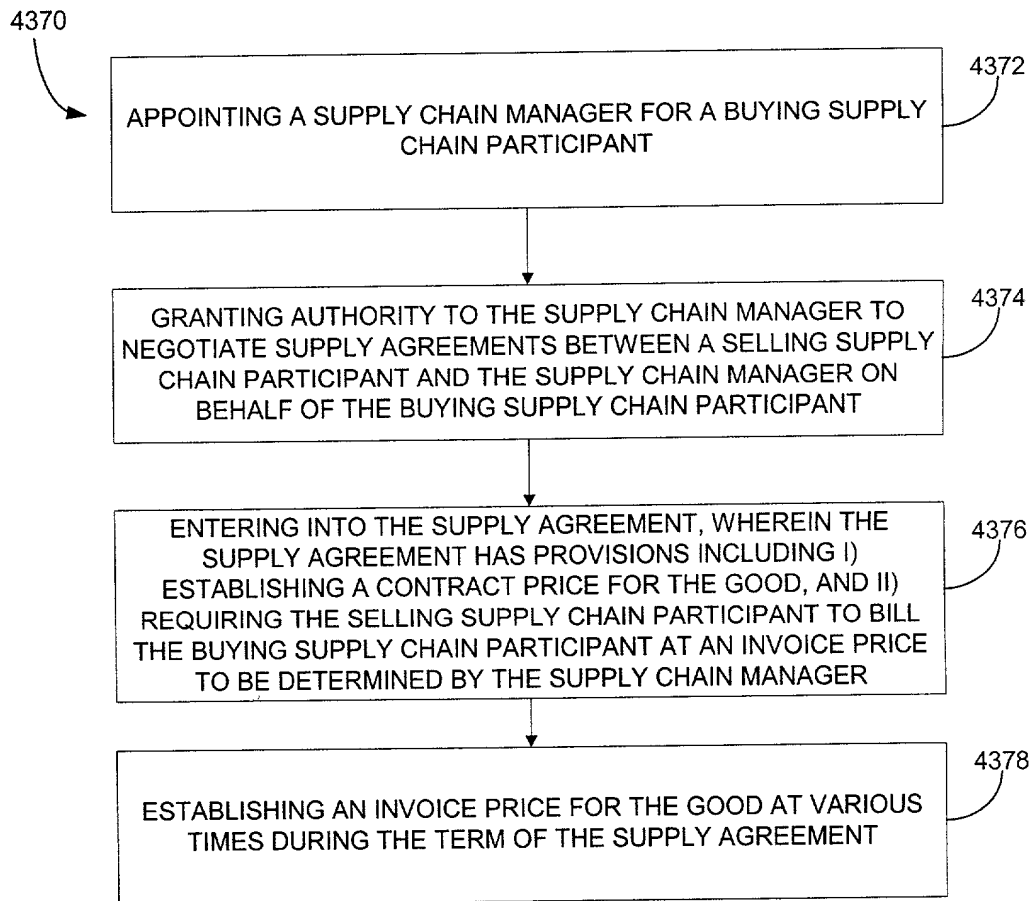 4370
4372
APPOINTING A SUPPLY CHAIN MANAGER FOR A BUYING SUPPLY
CHAIN PARTICIPANT
4374
GRANTING AUTHORITY TO THE SUPPLY CHAIN MANAGER TO
NEGOTIATE SUPPLY AGREEMENTS BETWEEN A SELLING SUPPLY
CHAIN PARTICIPANT AND THE SUPPLY CHAIN MANAGER ON
BEHALF OF THE BUYING SUPPLY CHAIN PARTICIPANT
4376
ENTERING INTO THE SUPPLY AGREEMENT, WHEREIN THE
SUPPLY AGREEMENT HAS PROVISIONS INCLUDING I)
ESTABLISHING A CONTRACT PRICE FOR THE GOOD, AND II)
REQUIRING THE SELLING SUPPLY CHAIN PARTICIPANT TO BILL
THE BUYING SUPPLY CHAIN PARTICIPANT AT AN INVOICE PRICE
TO BE DETERMINED BY THE SUPPLY CHAIN MANAGER
4378
ESTABLISHING AN INVOICE PRICE FOR THE GOOD AT VARIOUS
TIMES DURING THE TERM OF THE SUPPLY AGREEMENT